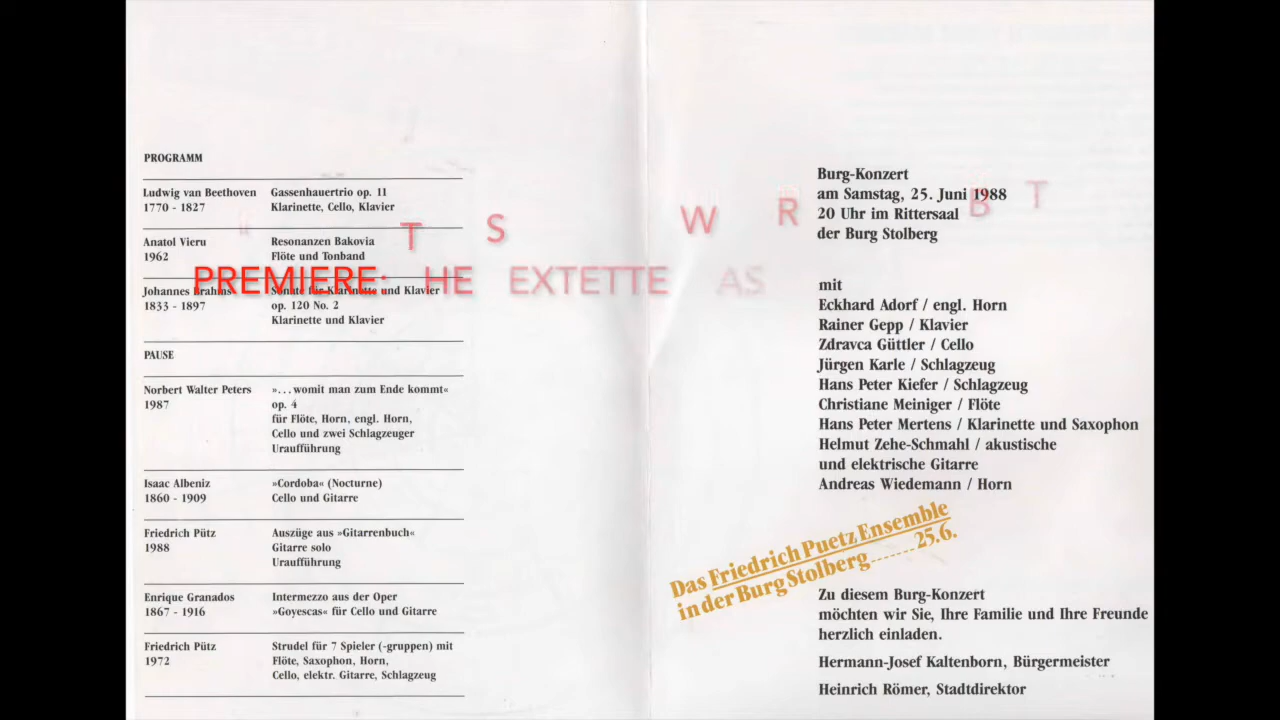 PROGRAMM
Ludwig van Beethoven
1770 - 1827
Gassenhauertrio op. 11
Klarinette, Cello, Klavier
Anatol Vieru
1962
Resonanzen Bakovia
Flöte und Tonband
Johannes Brahms
1833 - 1897
Sonate für Klarinette und Klavier
op. 120 No. 2
Klarinette und Klavier
PAUSE
Norbert Walter Peters
1987
»...womit man zum Ende kommt«
op. 4
für Flöte, Horn, engl. Horn,
Cello und zwei Schlagzeuger
Uraufführung
Isaac Albeniz
1860 - 1909
»Cordoba« (Nocturne)
Cello und Gitarre
Friedrich Pütz
1988
Auszüge aus »Gitarrenbuch«
Gitarre solo
Uraufführung
Enrique Granados
1867 - 1916
Intermezzo aus der Oper
»Goyescas« für Cello und Gitarre
Friedrich Pütz
1972
Strudel für 7 Spieler (-gruppen) mit
Flöte, Saxophon, Horn,
Cello, elektr. Gitarre, Schlagzeug
T S W R B T
PREMIERE: HE EXTETTE AS
Burg-Konzert
am Samstag, 25. Juni 1988
20 Uhr im Rittersaal
der Burg Stolberg
mit
Eckhard Adorf / engl. Horn
Rainer Gepp / Klavier
Zdravca Güttler / Cello
Jürgen Karle / Schlagzeug
Hans Peter Kiefer / Schlagzeug
Christiane Meiniger / Flöte
Hans Peter Mertens / Klarinette und Saxophon
Helmut Zehe-Schmahl / akustische
und elektrische Gitarre
Andreas Wiedemann / Horn
Das Friedrich Puetz Ensemble
in der Burg Stolberg.......25.6.
Zu diesem Burg-Konzert
möchten wir Sie, Ihre Familie und Ihre Freunde
herzlich einladen.
Hermann-Josef Kaltenborn, Bürgermeister
Heinrich Römer, Stadtdirektor